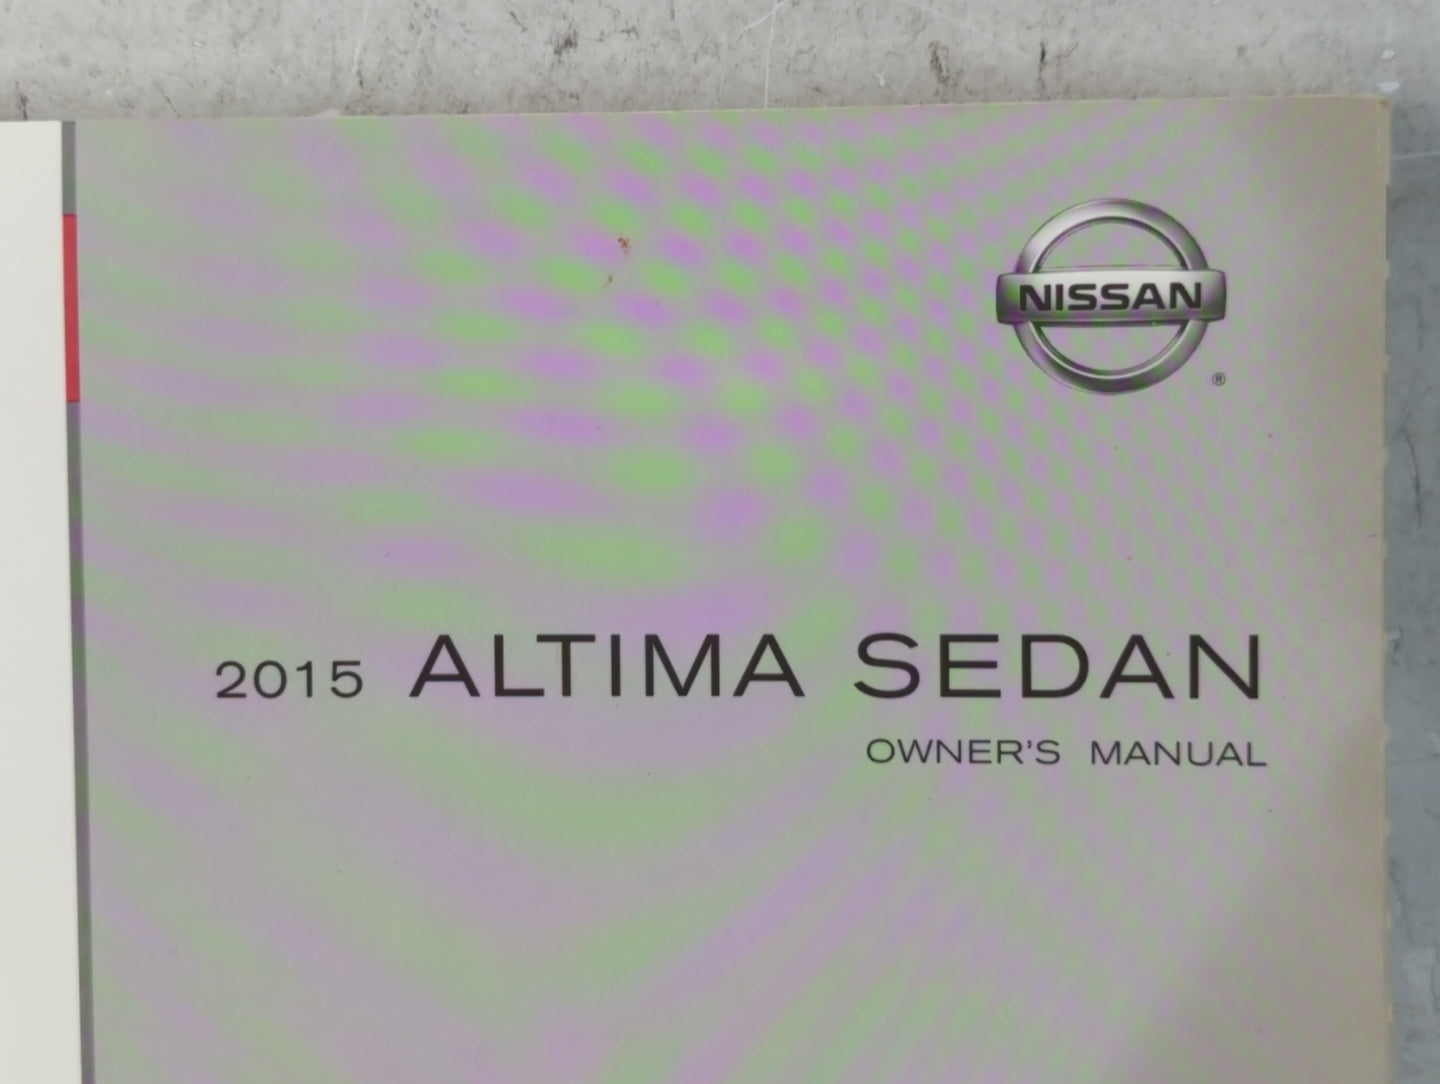 NISSAN
®
2015 ALTIMA SEDAN
OWNER'S MANUAL